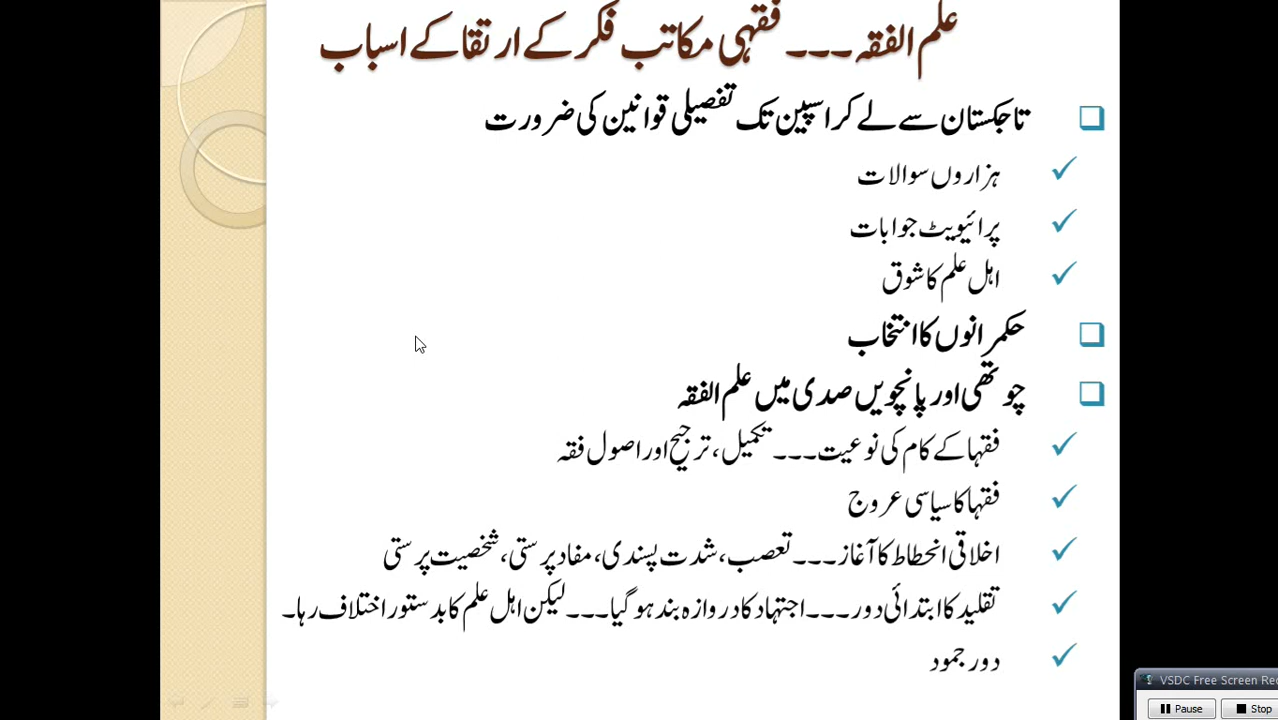 علم الفقہ۔۔۔ فقہی مکاتب فکر کے ارتقا کے اسباب
تاجکستان سے لے کر اسپین تک تفصیلی قوانین کی ضرورت
ہزاروں سوالات
پرائیویٹ جوابات
اہل علم کا شوق
حکمرانوں کا انتخاب
چوتھی اور پانچویں صدی میں علم الفقہ
فقہا کے کام کی نوعیت۔۔۔ تکمیل، ترجیح اور اصول فقہ
فقہا کا سیاسی عروج
اخلاقی انحطاط کا آغاز۔۔۔ تعصب، شدت پسندی، مفاد پرستی، شخصیت پرستی
تقلید کا ابتدائی دور۔۔۔ اجتہاد کا دروازہ بند ہو گیا۔۔۔ لیکن اہل علم کا بدستور اختلاف رہا۔
دور جمود
VSDC Free Screen Rec
Pause Stop